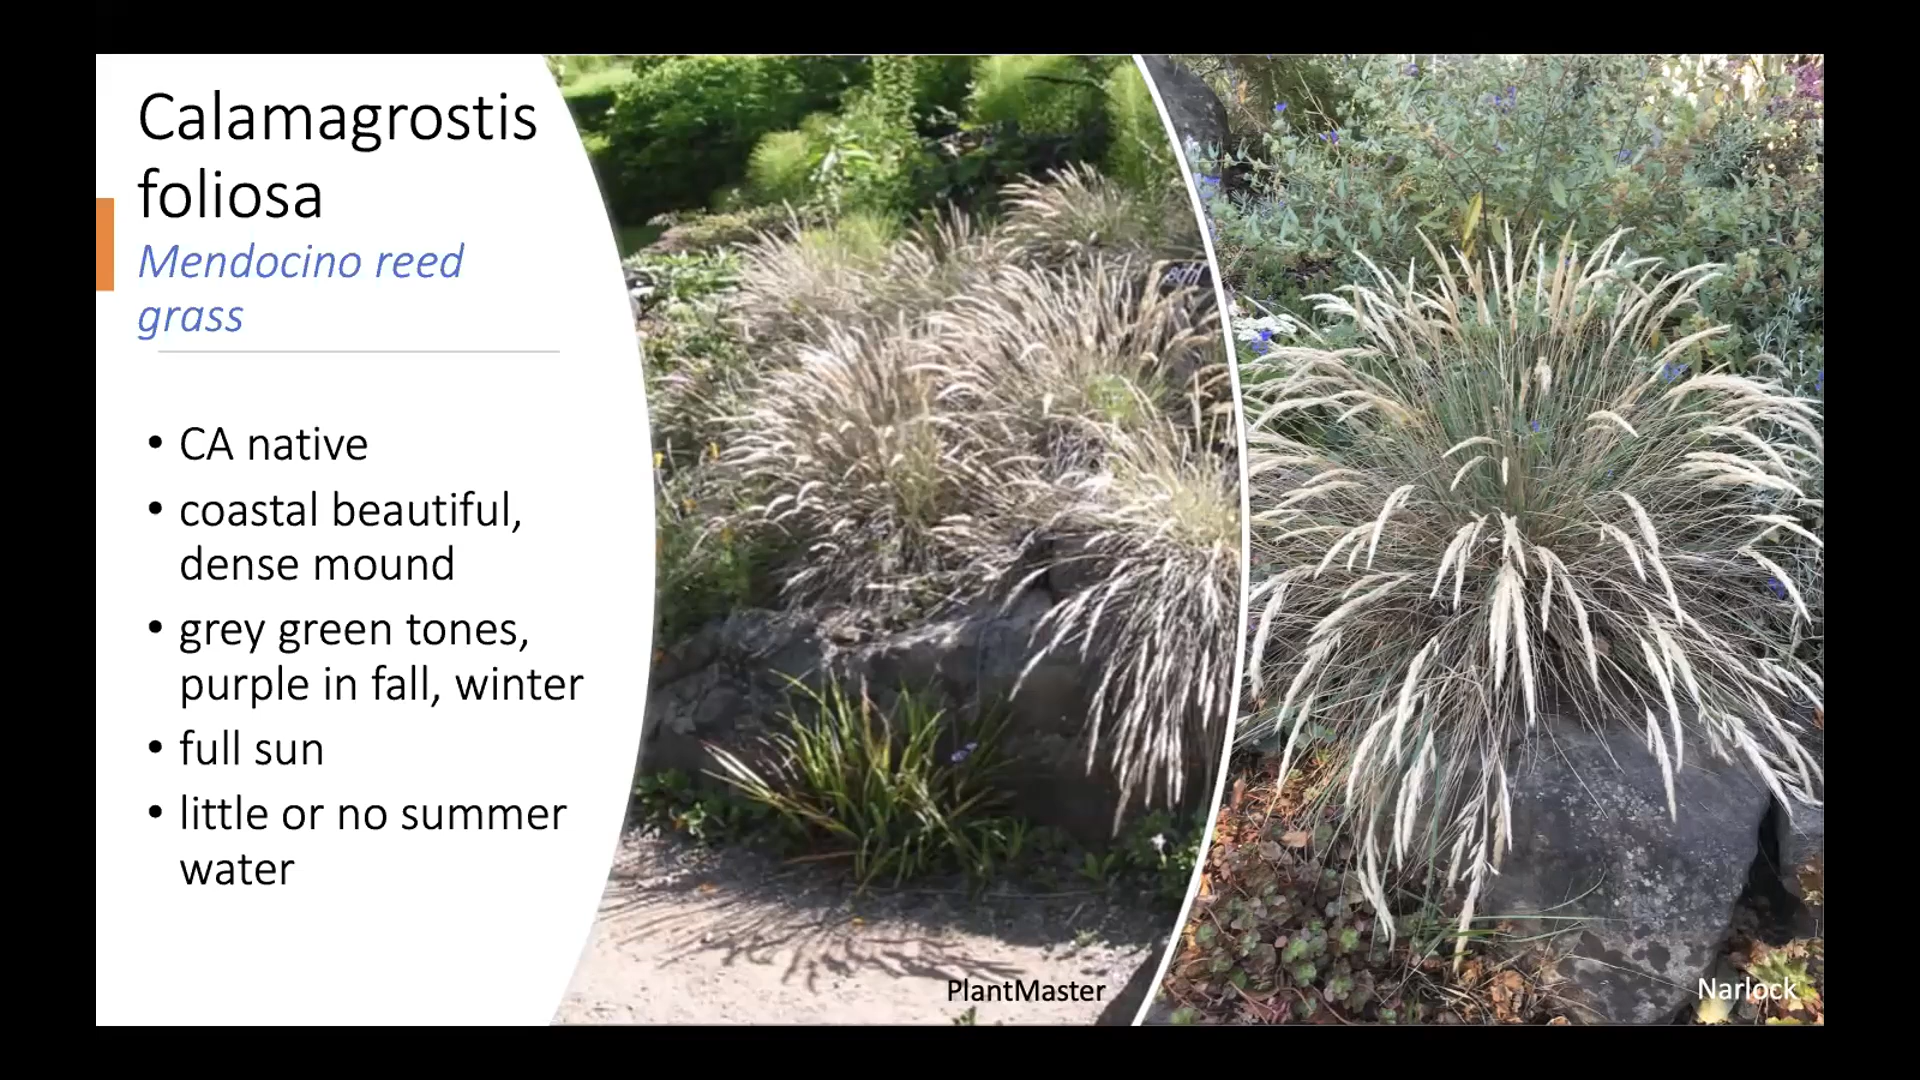 Calamagrostis
foliosa
Mendocino reed
grass
• CA native
• coastal beautiful,
dense mound
• grey green tones,
purple in fall, winter
• full sun
• little or no summer
water
PlantMaster
Narlock